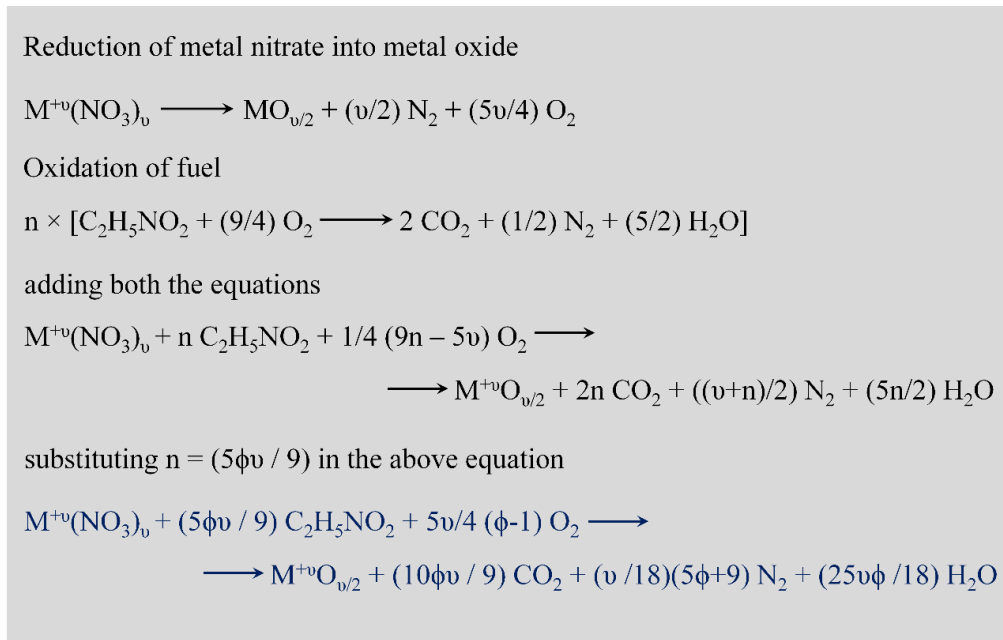 Reduction of metal nitrate into metal oxide
M⁺ᵛ(NO₃)ᵥ ⟶ MOᵥ/₂ + (υ/2) N₂ + (5υ/4) O₂
Oxidation of fuel
n × [C₂H₅NO₂ + (9/4) O₂ ⟶ 2 CO₂ + (1/2) N₂ + (5/2) H₂O]
adding both the equations
M⁺ᵛ(NO₃)ᵥ + n C₂H₅NO₂ + 1/4 (9n – 5υ) O₂ ⟶
⟶ M⁺ᵛOᵥ/₂ + 2n CO₂ + ((υ+n)/2) N₂ + (5n/2) H₂O
substituting n = (5ϕυ / 9) in the above equation
M⁺ᵛ(NO₃)ᵥ + (5ϕυ / 9) C₂H₅NO₂ + 5υ/4 (ϕ-1) O₂ ⟶
⟶ M⁺ᵛOᵥ/₂ + (10ϕυ / 9) CO₂ + (υ /18)(5ϕ+9) N₂ + (25υϕ /18) H₂O